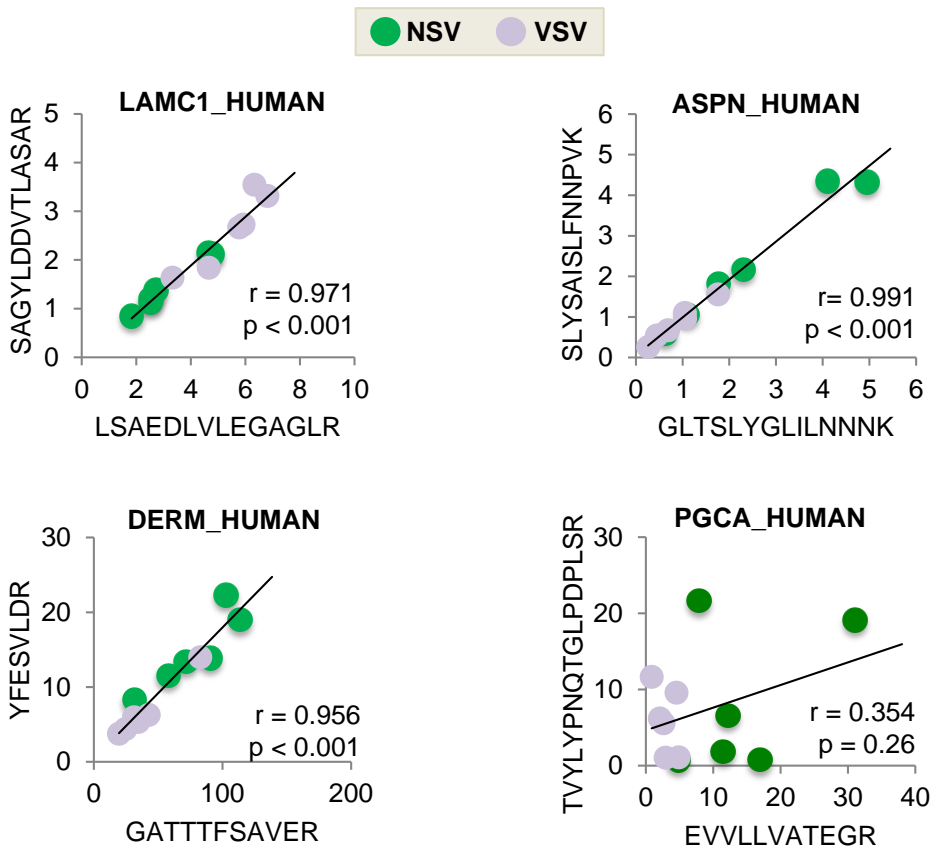 NSV VSV
LAMC1_HUMAN
SAGYLDDVTLASAR
5
4
3
2
1
0
r = 0.971
p < 0.001
0 2 4 6 8 10
LSAEDLVLEGAGLR
ASPN_HUMAN
SLYSAISLFNNPVK
6
5
4
3
2
1
0
r= 0.991
p < 0.001
0 1 2 3 4 5 6
GLTSLYGLILNNNK
DERM_HUMAN
YFESVLDR
30
20
10
0
r = 0.956
p < 0.001
0 100 200
GATTTFSAVER
PGCA_HUMAN
TVYLYPNQTGLPDPLSR
30
20
10
0
r = 0.354
p = 0.26
0 10 20 30 40
EVVLLVATEGR